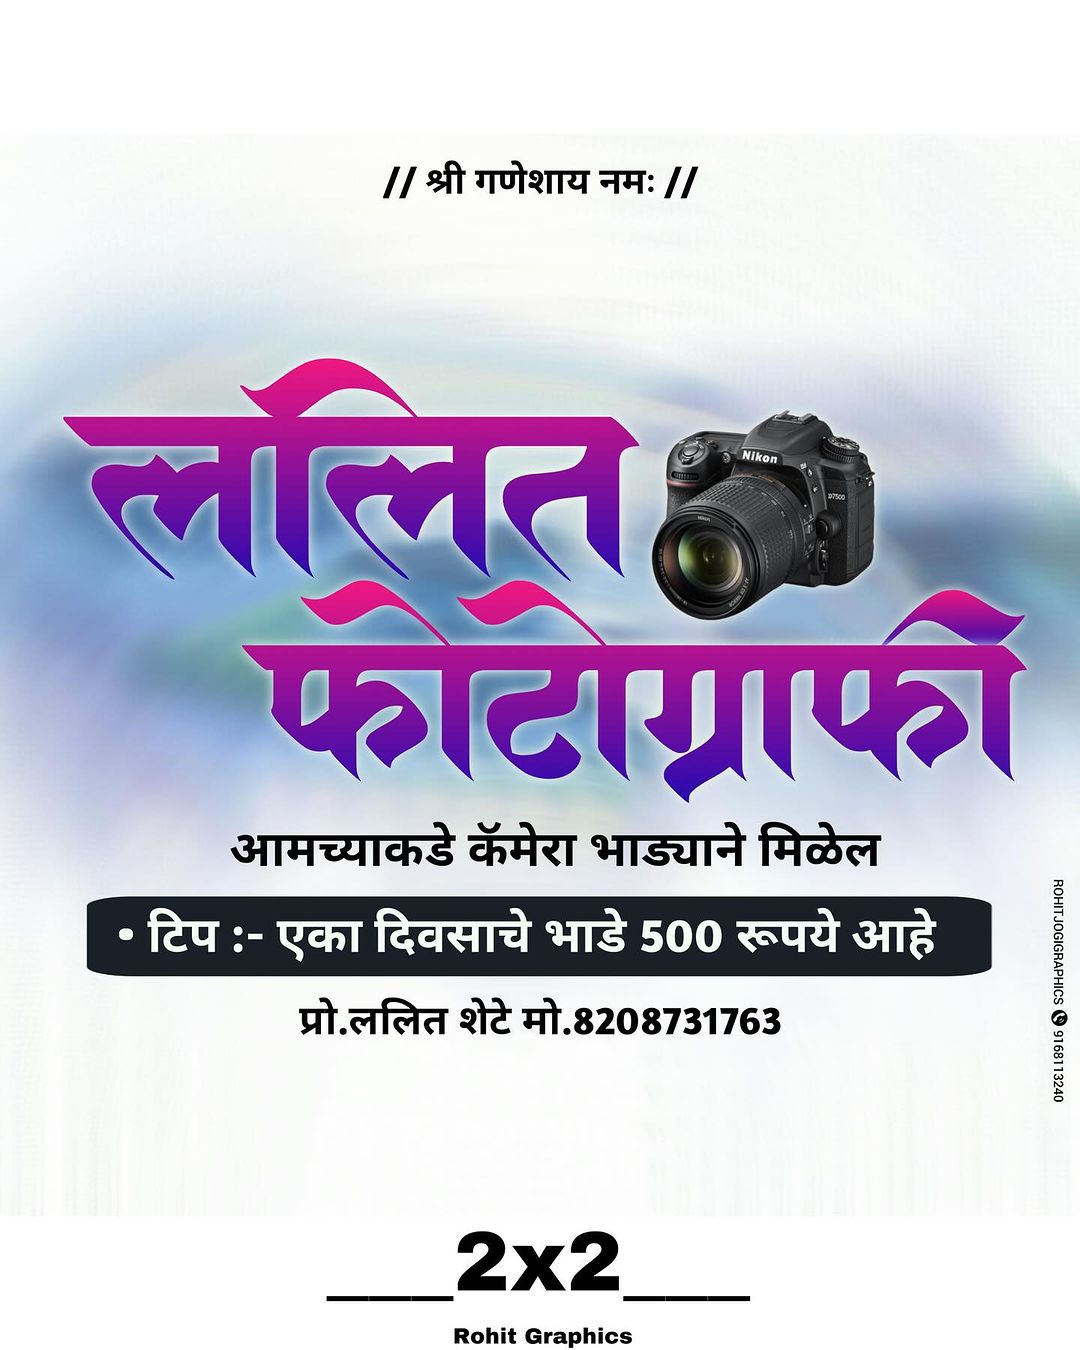 // श्री गणेशाय नमः //
ललित
Nikon
D7500
फोटोग्राफी
आमच्याकडे कॅमेरा भाड्याने मिळेल
• टिप :- एका दिवसाचे भाडे 500 रूपये आहे
प्रो.ललित शेटे मो.8208731763
ROHITJOGIGRAPHICS 9168113240
___2x2___
Rohit Graphics